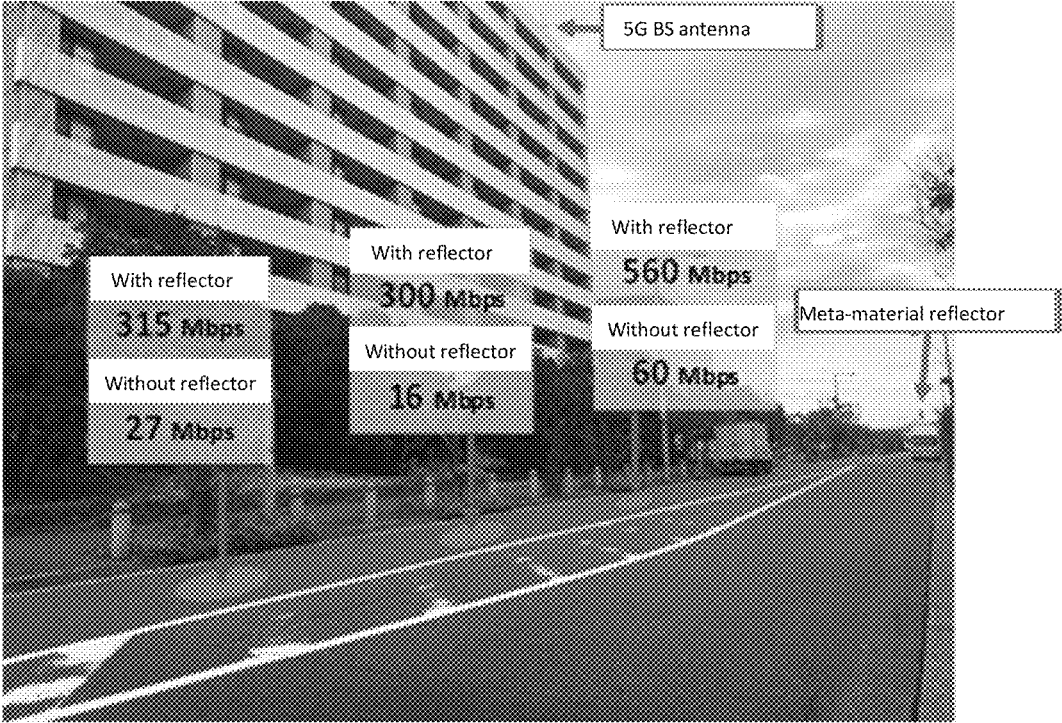 5G BS antenna
With reflector
560 Mbps
Without reflector
60 Mbps
With reflector
300 Mbps
Without reflector
16 Mbps
With reflector
315 Mbps
Without reflector
27 Mbps
Meta-material reflector